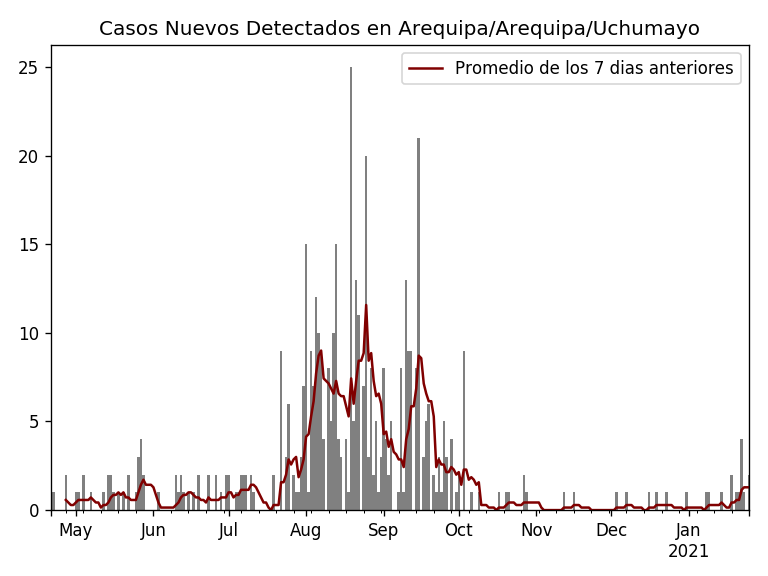 Casos Nuevos Detectados en Arequipa/Arequipa/Uchumayo
Promedio de los 7 dias anteriores
25
20
15
10
5
0
May Jun Jul Aug Sep Oct Nov Dec Jan
2021